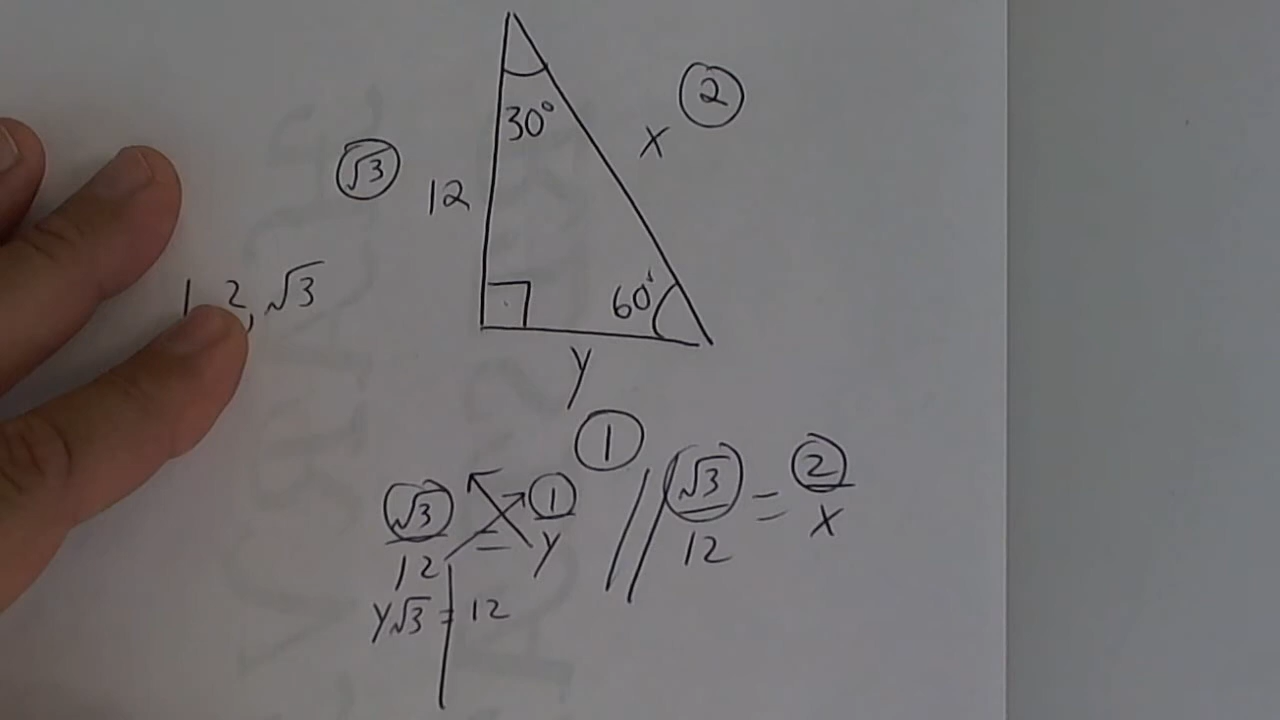 30°
x
②
√3
12
1, 2, √3
60°
y
①
√3/12 = 1/y // √3/12 = 2/x
y√3 = 12